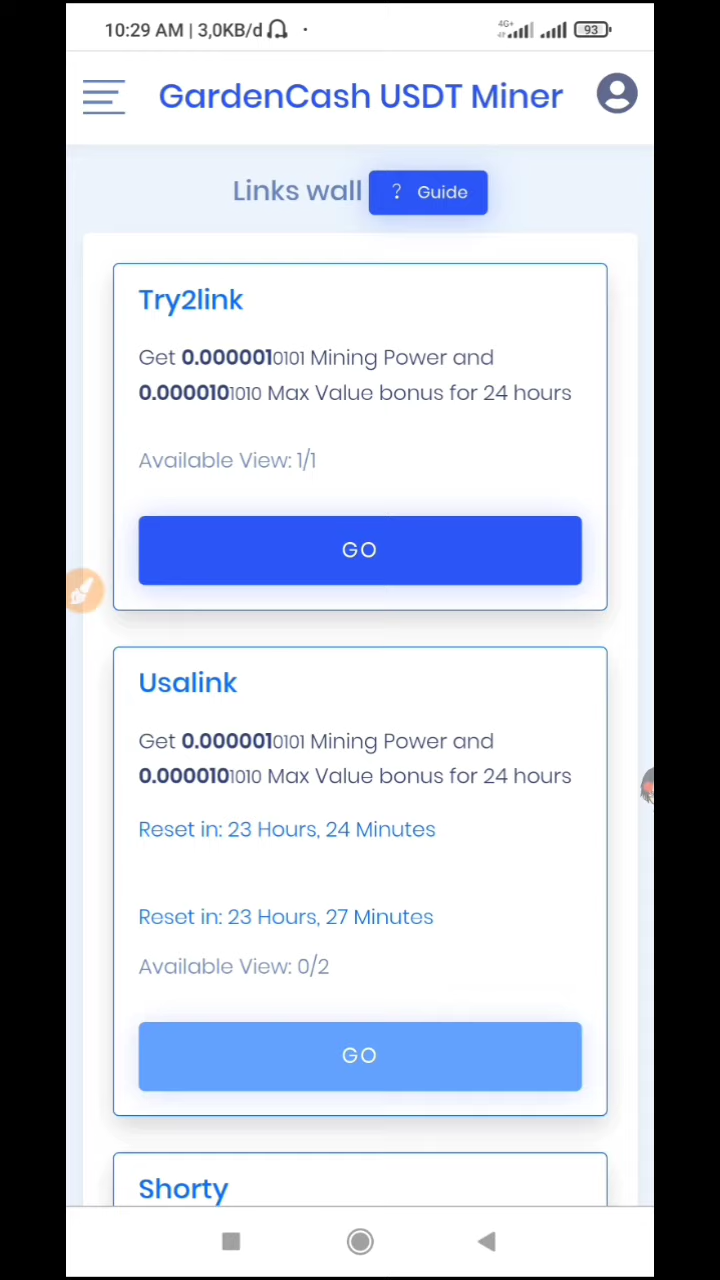 10:29 AM | 3,0KB/d
4G+
93
GardenCash USDT Miner
Links wall
? Guide
Try2link
Get 0.0000010101 Mining Power and
0.0000101010 Max Value bonus for 24 hours
Available View: 1/1
GO
Usalink
Get 0.0000010101 Mining Power and
0.0000101010 Max Value bonus for 24 hours
Reset in: 23 Hours, 24 Minutes
Reset in: 23 Hours, 27 Minutes
Available View: 0/2
GO
Shorty